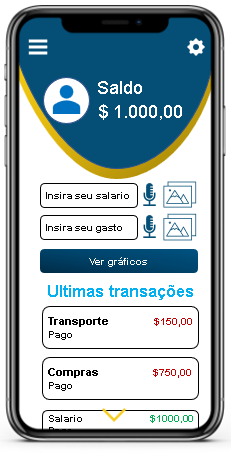 Saldo
$ 1.000,00
Insira seu salario
Insira seu gasto
Ver gráficos
Ultimas transações
Transporte $150,00
Pago
Compras $750,00
Pago
Salario $1000,00